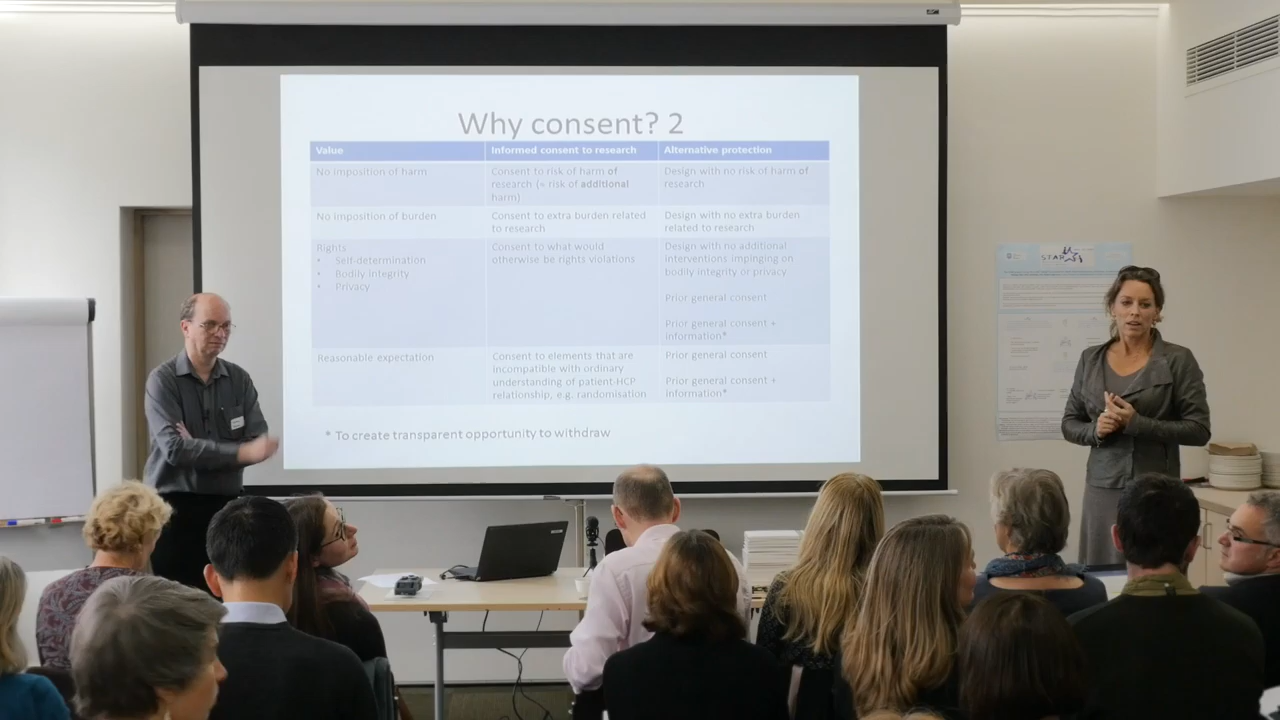 Why consent? 2
Value Informed consent to research Alternative protection
No imposition of harm
Consent to risk of harm of
research (= risk of additional
harm)
Design with no risk of harm of
research
No imposition of burden
Consent to extra burden related
to research
Design with no extra burden
related to research
Rights
• Self-determination
• Bodily integrity
• Privacy
Consent to what would
otherwise be rights violations
Design with no additional
interventions impinging on
bodily integrity or privacy
Prior general consent
Prior general consent +
information*
Reasonable expectation
Consent to elements that are
incompatible with ordinary
understanding of patient-HCP
relationship, e.g. randomisation
Prior general consent
Prior general consent +
information*
* To create transparent opportunity to withdraw
STAR